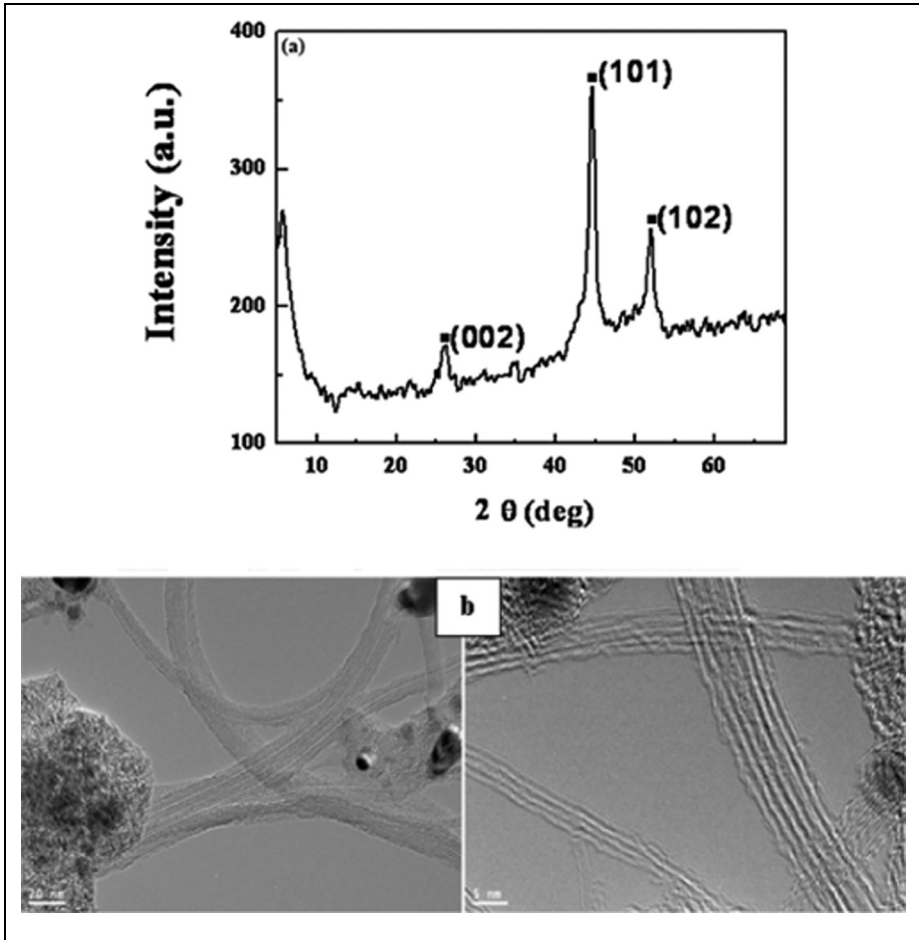 400
(a)
■(101)
300
■(102)
200
■(002)
100
10 20 30 40 50 60
Intensity (a.u.)
2 θ (deg)
b
20 nm
5 nm